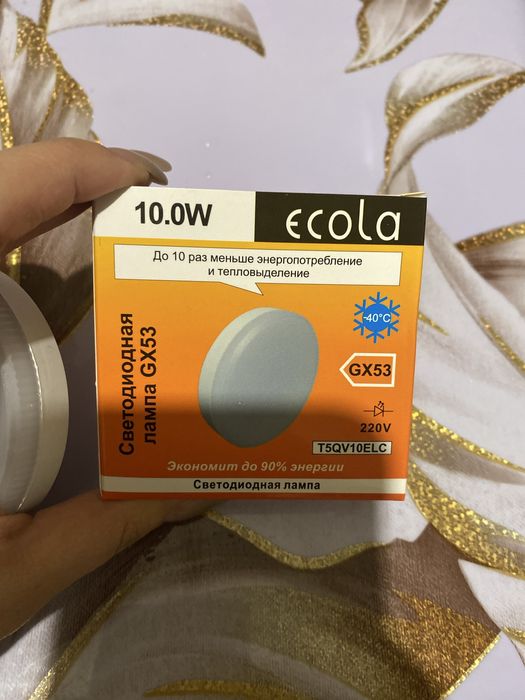 10.0W
ecola
До 10 раз меньше энергопотребление
и тепловыделение
Светодиодная
лампа GX53
-40°C
GX53
220V
T5QV10ELC
Экономит до 90% энергии
Светодиодная лампа